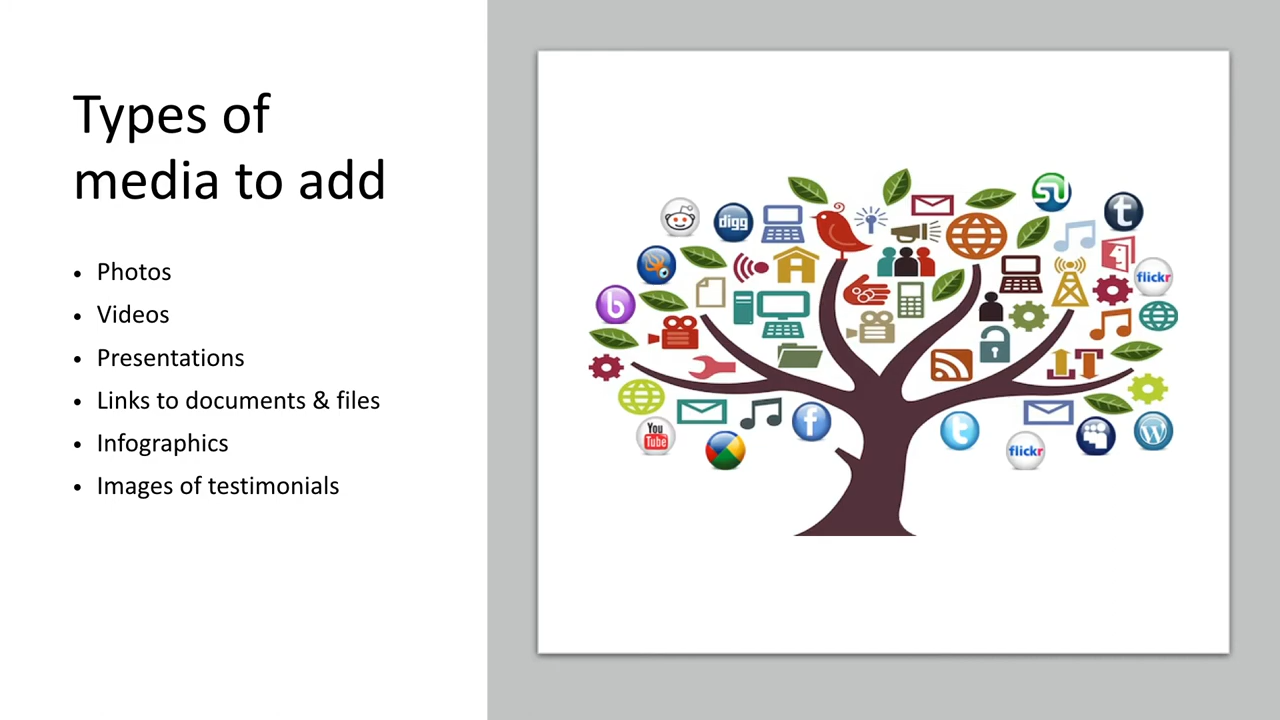 Types of
media to add
• Photos
• Videos
• Presentations
• Links to documents & files
• Infographics
• Images of testimonials
digg
t
flickr
b
You
Tube
f
t
flickr
W